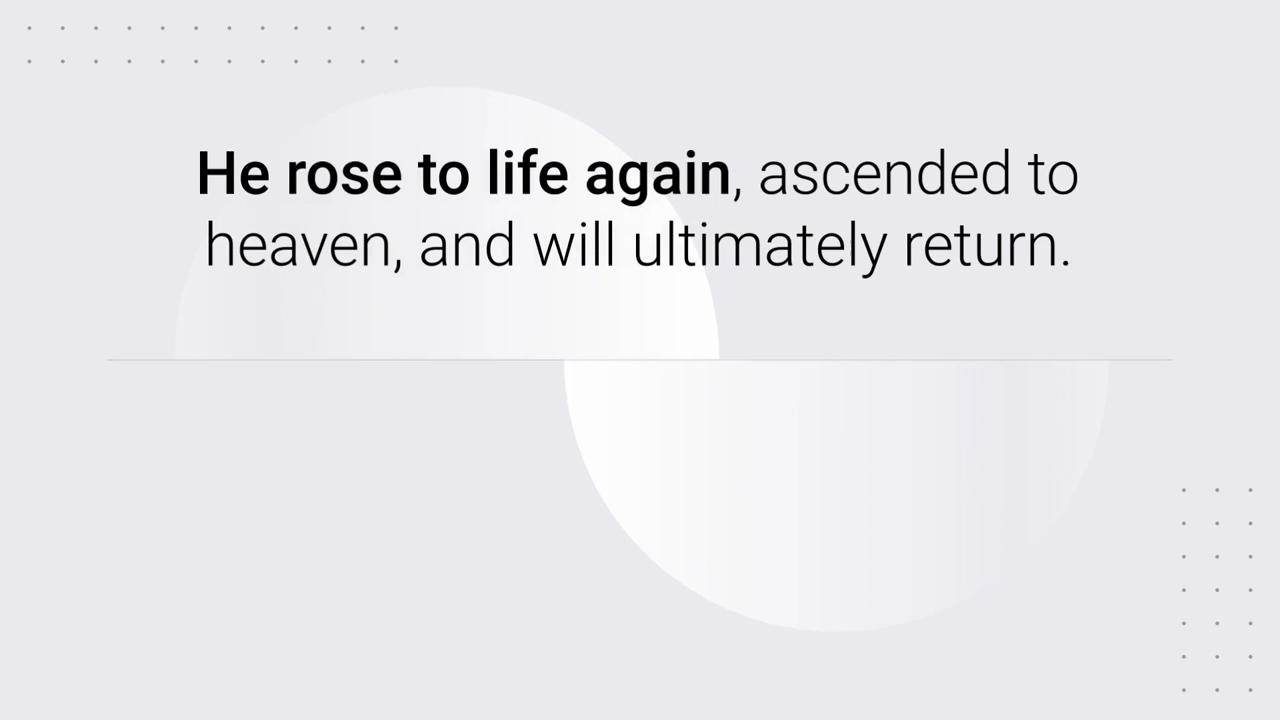 He rose to life again, ascended to
heaven, and will ultimately return.